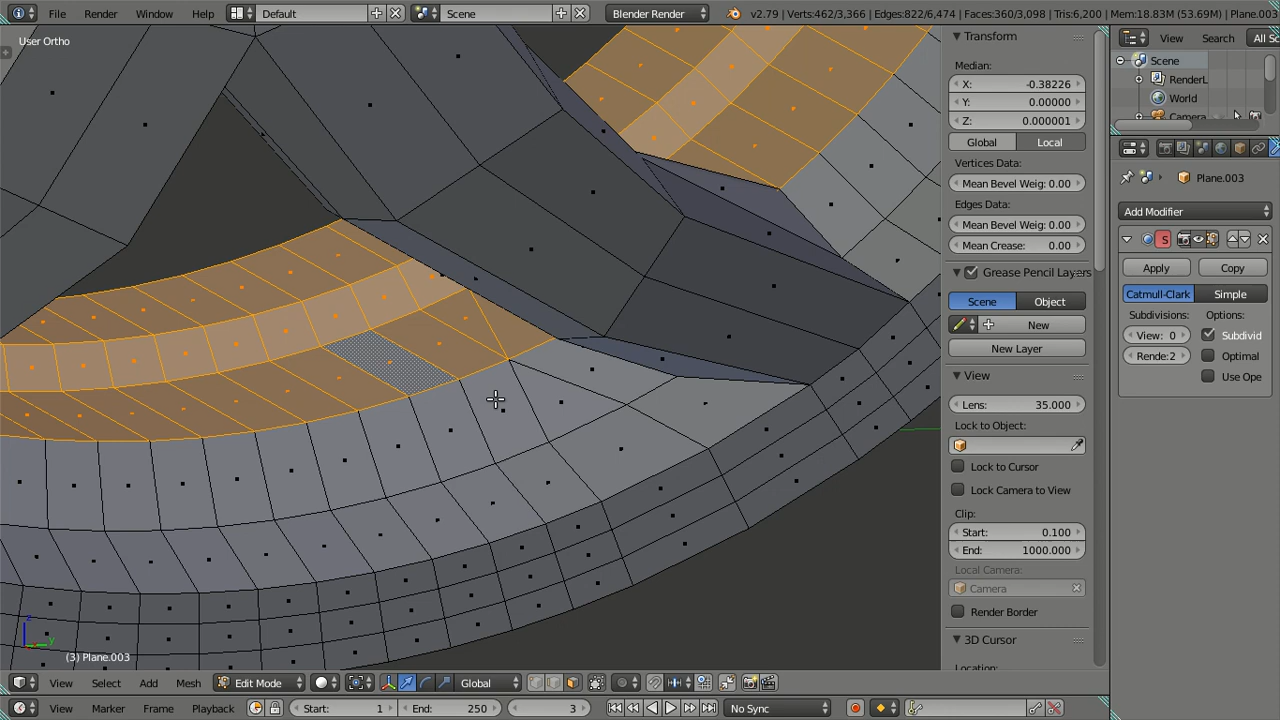 File Render Window Help Default Scene Blender Render v2.79 | Verts:462/3,366 | Edges:822/6,474 | Faces:360/3,098 | Tris:6,200 | Mem:18.83M (53.69M) | Plane.003
User Ortho
Transform
Median:
X: -0.38226
Y: 0.00000
Z: 0.000001
Global Local
Vertices Data:
Mean Bevel Weig: 0.00
Edges Data:
Mean Bevel Weig: 0.00
Mean Crease: 0.00
Grease Pencil Layers
Scene Object
New
New Layer
View
Lens: 35.000
Lock to Object:
Lock to Cursor
Lock Camera to View
Clip:
Start: 0.100
End: 1000.000
Local Camera:
Camera
Render Border
3D Cursor
Location:
View Search All Sc
Scene
RenderL
World
Camera
Plane.003
Add Modifier
S
Apply Copy
Catmull-Clark Simple
Subdivisions: Options:
View: 0 Subdivid
Rende: 2 Optimal
Use Ope
z
y
(3) Plane.003
View Select Add Mesh Edit Mode Global
View Marker Frame Playback Start: 1 End: 250 3 No Sync